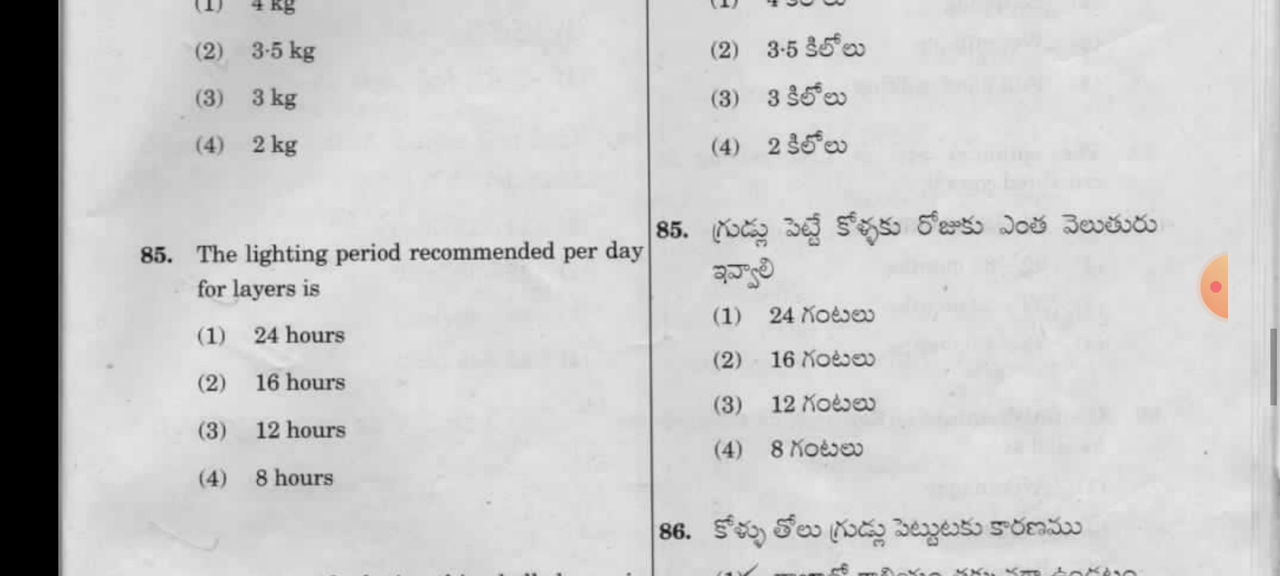 (1) 4 kg
(2) 3·5 kg
(3) 3 kg
(4) 2 kg
85. The lighting period recommended per day
for layers is
(1) 24 hours
(2) 16 hours
(3) 12 hours
(4) 8 hours
(2) 3·5 కిలోలు
(3) 3 కిలోలు
(4) 2 కిలోలు
85. గ్రుడ్లు పెట్టే కోళ్ళకు రోజుకు ఎంత వెలుతురు
ఇవ్వాలి
(1) 24 గంటలు
(2) 16 గంటలు
(3) 12 గంటలు
(4) 8 గంటలు
86. కోళ్ళు తోలు గ్రుడ్లు పెట్టుటకు కారణము